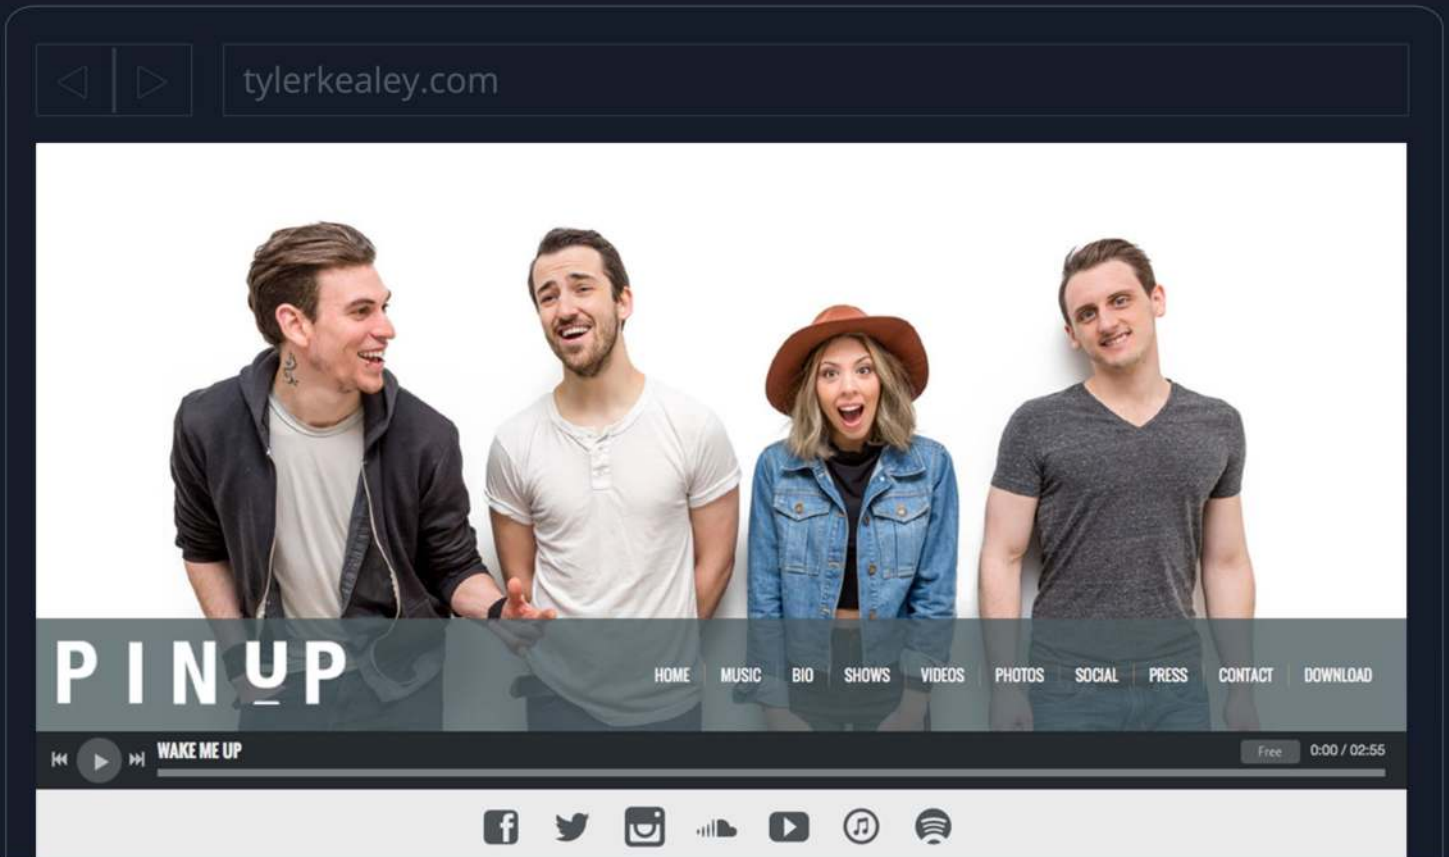 tylerkealey.com
PINUP
HOME MUSIC BIO SHOWS VIDEOS PHOTOS SOCIAL PRESS CONTACT DOWNLOAD
WAKE ME UP Free 0:00 / 02:55